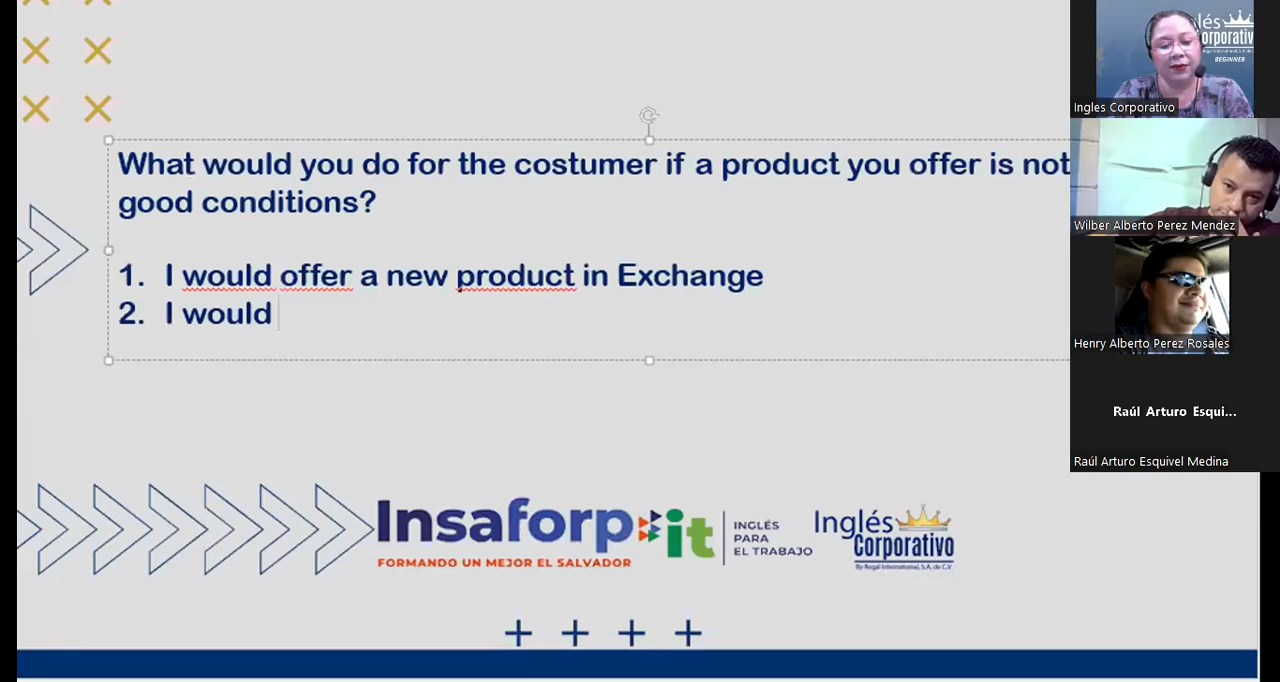 What would you do for the costumer if a product you offer is not
good conditions?
1. I would offer a new product in Exchange
2. I would
Insaforp
FORMANDO UN MEJOR EL SALVADOR
it
INGLÉS
PARA
EL TRABAJO
Inglés
Corporativo
By Regal International, S.A. de C.V.
lés
orporativ
BEGINNER
Ingles Corporativo
Wilber Alberto Perez Mendez
Henry Alberto Perez Rosales
Raúl Arturo Esqui...
Raúl Arturo Esquivel Medina